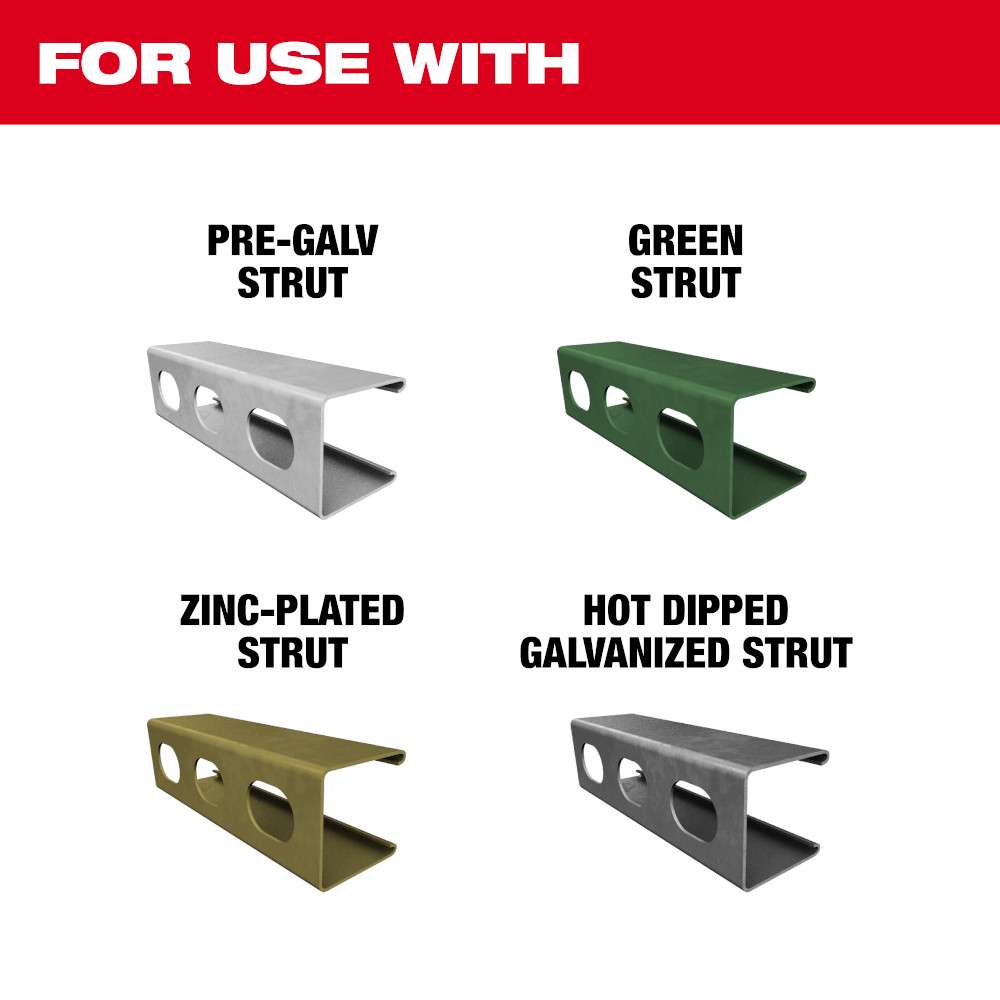 FOR USE WITH
PRE-GALV
STRUT
GREEN
STRUT
ZINC-PLATED
STRUT
HOT DIPPED
GALVANIZED STRUT